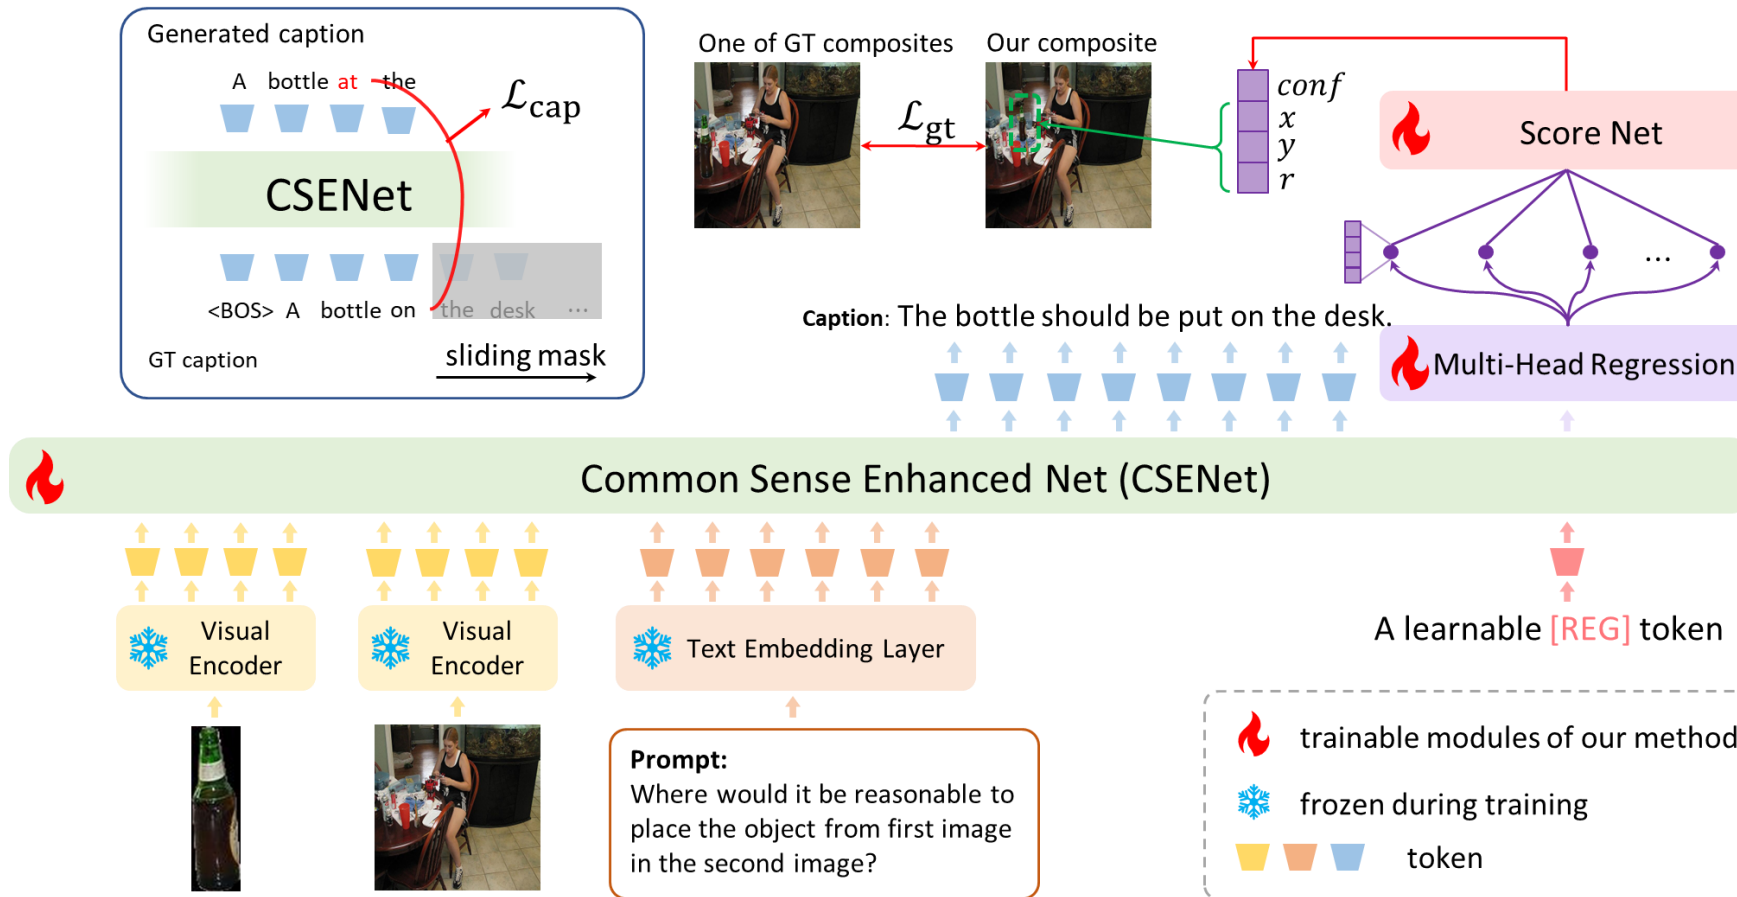 Generated caption
A bottle at the
ℒcap
CSENet
<BOS> A bottle on the desk ...
GT caption
sliding mask
One of GT composites
Our composite
ℒgt
conf
x
y
r
Score Net
...
Caption: The bottle should be put on the desk.
Multi-Head Regression
Common Sense Enhanced Net (CSENet)
Visual
Encoder
Visual
Encoder
Text Embedding Layer
A learnable [REG] token
Prompt:
Where would it be reasonable to
place the object from first image
in the second image?
trainable modules of our method
frozen during training
token